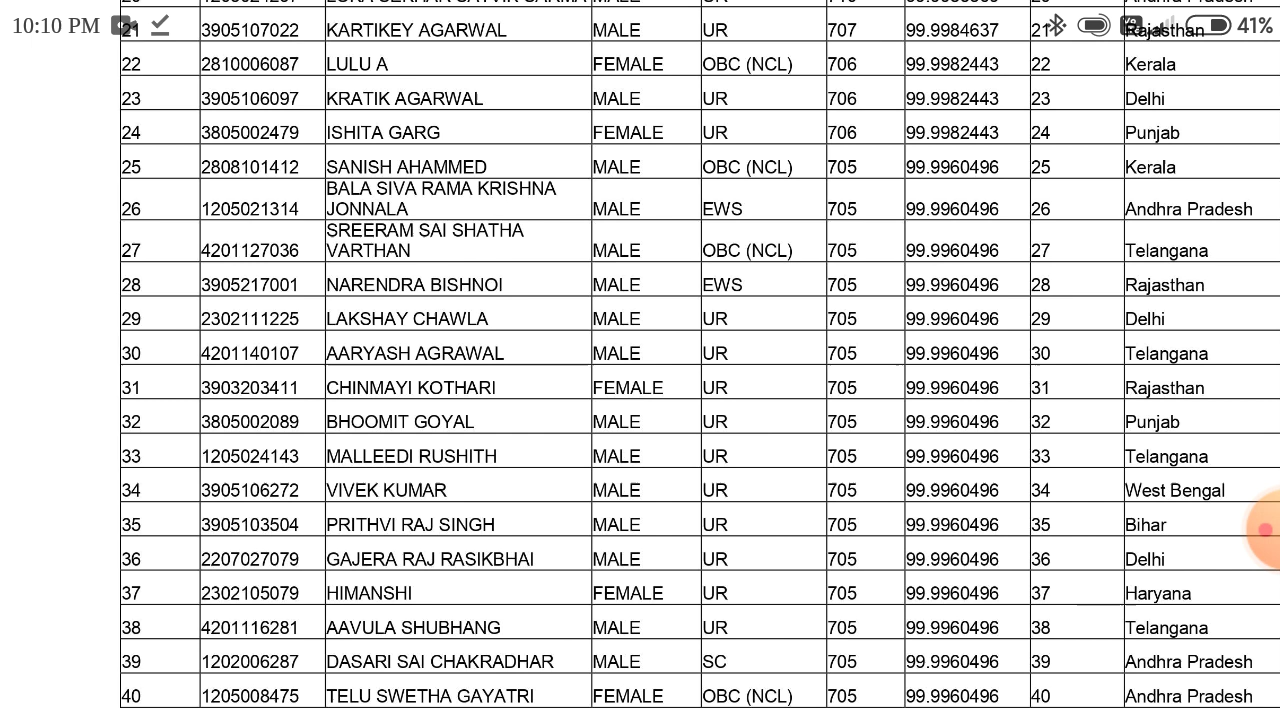 10:10 PM 41%
21 3905107022 KARTIKEY AGARWAL MALE UR 707 99.9984637 21 Rajasthan
22 2810006087 LULU A FEMALE OBC (NCL) 706 99.9982443 22 Kerala
23 3905106097 KRATIK AGARWAL MALE UR 706 99.9982443 23 Delhi
24 3805002479 ISHITA GARG FEMALE UR 706 99.9982443 24 Punjab
25 2808101412 SANISH AHAMMED MALE OBC (NCL) 705 99.9960496 25 Kerala
BALA SIVA RAMA KRISHNA
26 1205021314 JONNALA MALE EWS 705 99.9960496 26 Andhra Pradesh
SREERAM SAI SHATHA
27 4201127036 VARTHAN MALE OBC (NCL) 705 99.9960496 27 Telangana
28 3905217001 NARENDRA BISHNOI MALE EWS 705 99.9960496 28 Rajasthan
29 2302111225 LAKSHAY CHAWLA MALE UR 705 99.9960496 29 Delhi
30 4201140107 AARYASH AGRAWAL MALE UR 705 99.9960496 30 Telangana
31 3903203411 CHINMAYI KOTHARI FEMALE UR 705 99.9960496 31 Rajasthan
32 3805002089 BHOOMIT GOYAL MALE UR 705 99.9960496 32 Punjab
33 1205024143 MALLEEDI RUSHITH MALE UR 705 99.9960496 33 Telangana
34 3905106272 VIVEK KUMAR MALE UR 705 99.9960496 34 West Bengal
35 3905103504 PRITHVI RAJ SINGH MALE UR 705 99.9960496 35 Bihar
36 2207027079 GAJERA RAJ RASIKBHAI MALE UR 705 99.9960496 36 Delhi
37 2302105079 HIMANSHI FEMALE UR 705 99.9960496 37 Haryana
38 4201116281 AAVULA SHUBHANG MALE UR 705 99.9960496 38 Telangana
39 1202006287 DASARI SAI CHAKRADHAR MALE SC 705 99.9960496 39 Andhra Pradesh
40 1205008475 TELU SWETHA GAYATRI FEMALE OBC (NCL) 705 99.9960496 40 Andhra Pradesh